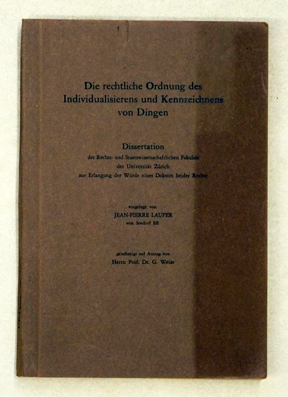 Die rechtliche Ordnung des
Individualisierens und Kennzeichnens
von Dingen
Dissertation
der Rechts- und Staatswissenschaftlichen Fakultät
der Universität Zürich
zur Erlangung der Würde eines Doktors beider Rechte
vorgelegt von
JEAN-PIERRE LAUFER
von
genehmigt auf Antrag von
Herrn Prof. Dr. G. Weiss